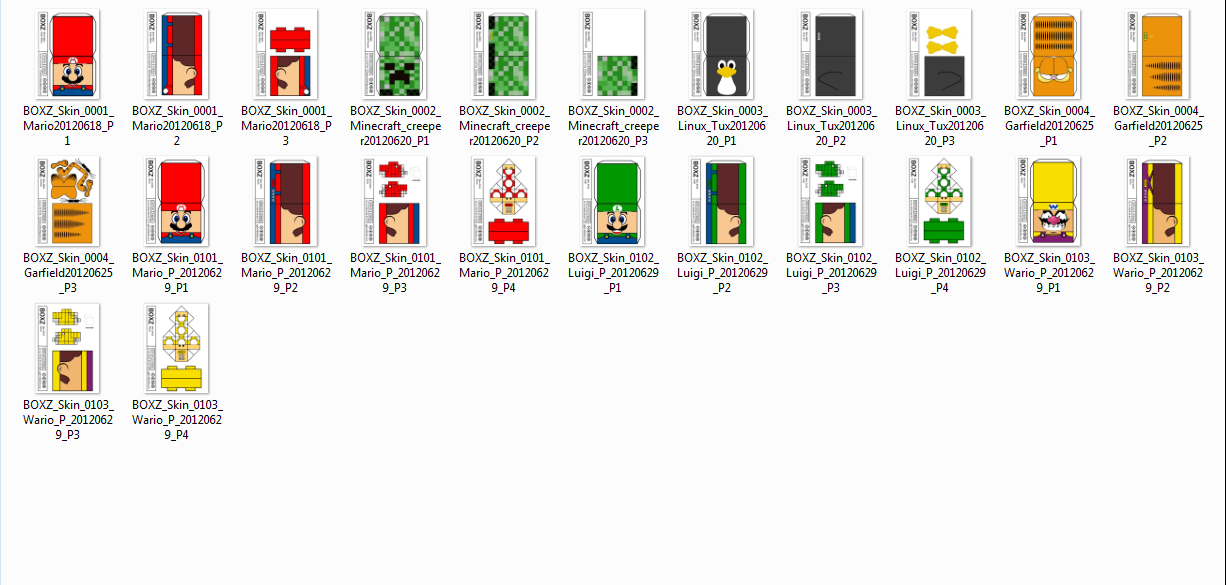 BOXZ_Skin_0001_
Mario20120618_P
1
BOXZ_Skin_0001_
Mario20120618_P
2
BOXZ_Skin_0001_
Mario20120618_P
3
BOXZ_Skin_0002_
Minecraft_creepe
r20120620_P1
BOXZ_Skin_0002_
Minecraft_creepe
r20120620_P2
BOXZ_Skin_0002_
Minecraft_creepe
r20120620_P3
BOXZ_Skin_0003_
Linux_Tux201206
20_P1
BOXZ_Skin_0003_
Linux_Tux201206
20_P2
BOXZ_Skin_0003_
Linux_Tux201206
20_P3
BOXZ_Skin_0004_
Garfield20120625
_P1
BOXZ_Skin_0004_
Garfield20120625
_P2
BOXZ_Skin_0004_
Garfield20120625
_P3
BOXZ_Skin_0101_
Mario_P_2012062
9_P1
BOXZ_Skin_0101_
Mario_P_2012062
9_P2
BOXZ_Skin_0101_
Mario_P_2012062
9_P3
BOXZ_Skin_0101_
Mario_P_2012062
9_P4
BOXZ_Skin_0102_
Luigi_P_20120629
_P1
BOXZ_Skin_0102_
Luigi_P_20120629
_P2
BOXZ_Skin_0102_
Luigi_P_20120629
_P3
BOXZ_Skin_0102_
Luigi_P_20120629
_P4
BOXZ_Skin_0103_
Wario_P_2012062
9_P1
BOXZ_Skin_0103_
Wario_P_2012062
9_P2
BOXZ_Skin_0103_
Wario_P_2012062
9_P3
BOXZ_Skin_0103_
Wario_P_2012062
9_P4